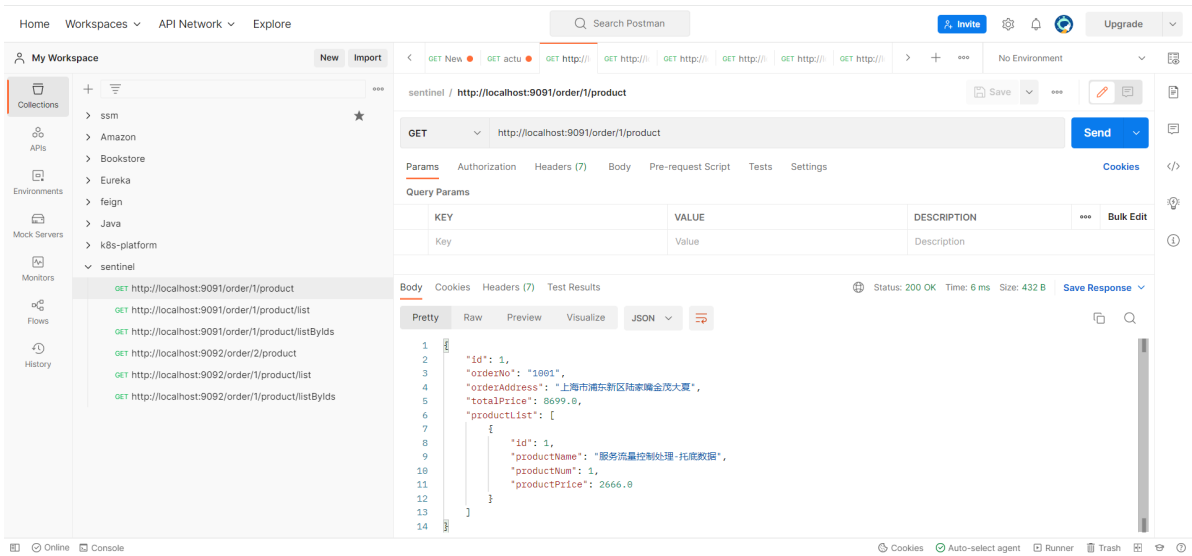 Home Workspaces API Network Explore Search Postman Invite Upgrade
My Workspace New Import GET New GET actu GET http:// GET http:// GET http:// GET http:// GET http:// GET http:// No Environment
Collections
APIs
Environments
Mock Servers
Monitors
Flows
History
ssm
Amazon
Bookstore
Eureka
feign
Java
k8s-platform
sentinel
GET http://localhost:9091/order/1/product
GET http://localhost:9091/order/1/product/list
GET http://localhost:9091/order/1/product/listByIds
GET http://localhost:9092/order/2/product
GET http://localhost:9092/order/1/product/list
GET http://localhost:9092/order/1/product/listByIds
sentinel / http://localhost:9091/order/1/product Save
GET http://localhost:9091/order/1/product Send
Params Authorization Headers (7) Body Pre-request Script Tests Settings Cookies
Query Params
KEY VALUE DESCRIPTION Bulk Edit
Key Value Description
Body Cookies Headers (7) Test Results Status: 200 OK Time: 6 ms Size: 432 B Save Response
Pretty Raw Preview Visualize JSON
1 {
2 "id": 1,
3 "orderNo": "1001",
4 "orderAddress": "上海市浦东新区陆家嘴金茂大夏",
5 "totalPrice": 8699.0,
6 "productList": [
7 {
8 "id": 1,
9 "productName": "服务流量控制处理-托底数据",
10 "productNum": 1,
11 "productPrice": 2666.0
12 }
13 ]
14 }
Online Console Cookies Auto-select agent Runner Trash